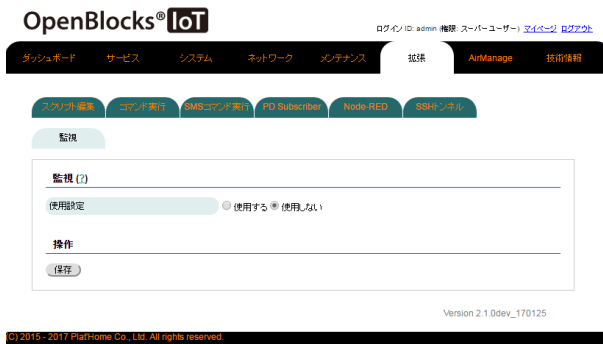 OpenBlocks® IoT
ログイン ID: admin (権限: スーパーユーザー) マイページ ログアウト
ダッシュボード サービス システム ネットワーク メンテナンス 拡張 AirManage 技術情報
スクリプト編集 コマンド実行 SMSコマンド実行 PD Subscriber Node-RED SSHトンネル
監視
監視 (?)
使用設定 使用する 使用しない
操作
保存
Version 2.1.0dev_170125
(C) 2015 - 2017 Plat'Home Co., Ltd. All rights reserved.